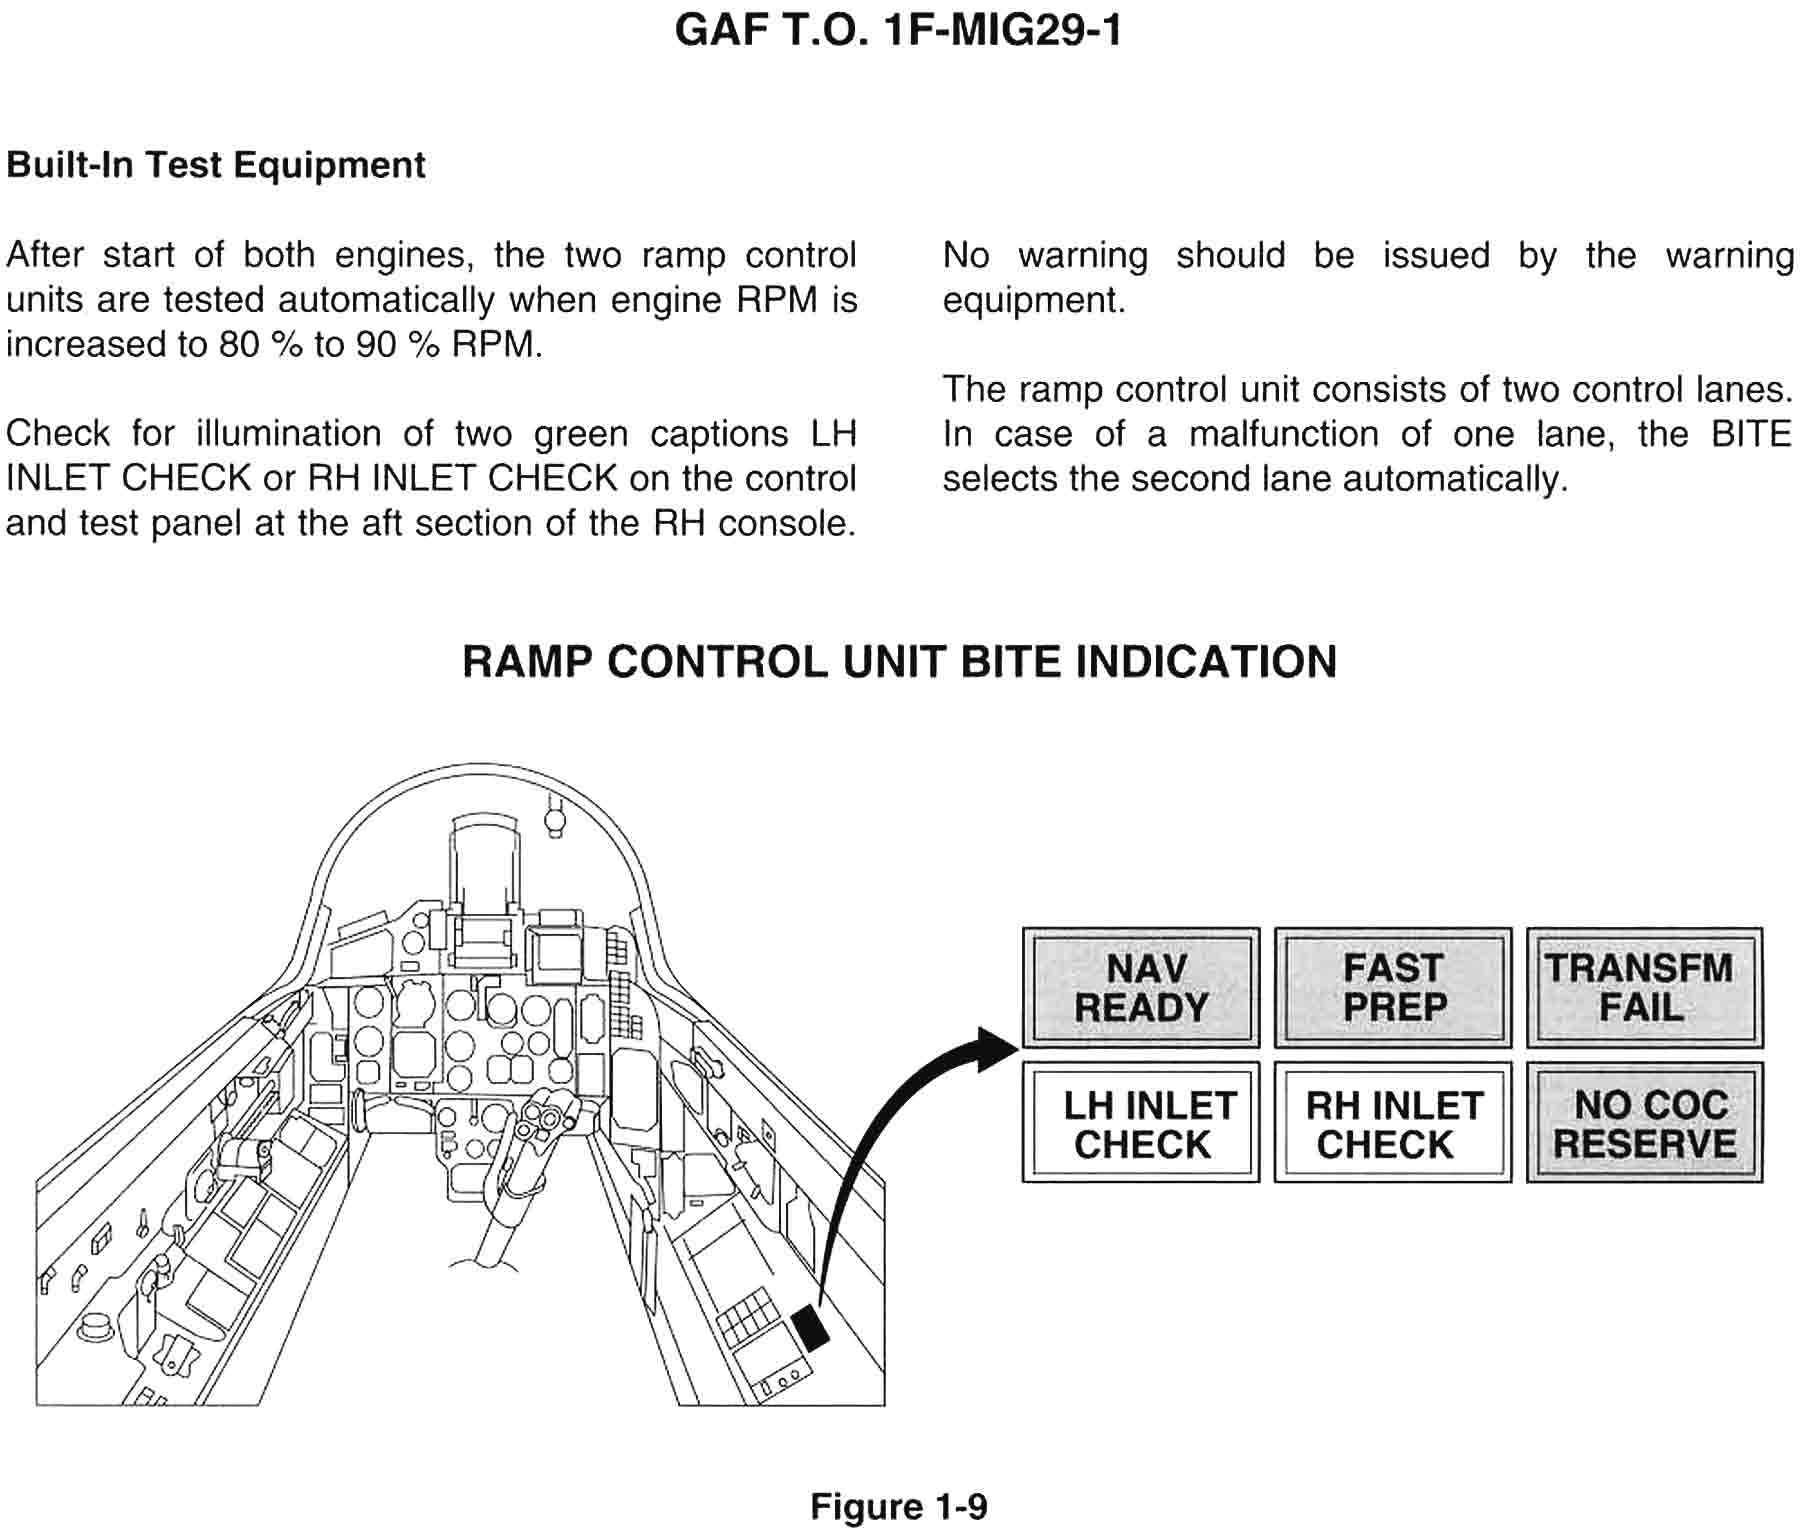 GAF T.O. 1F-MIG29-1
Built-In Test Equipment
After start of both engines, the two ramp control
units are tested automatically when engine RPM is
increased to 80 % to 90 % RPM.
Check for illumination of two green captions LH
INLET CHECK or RH INLET CHECK on the control
and test panel at the aft section of the RH console.
No warning should be issued by the warning
equipment.
The ramp control unit consists of two control lanes.
In case of a malfunction of one lane, the BITE
selects the second lane automatically.
RAMP CONTROL UNIT BITE INDICATION
NAV
READY
FAST
PREP
TRANSFM
FAIL
LH INLET
CHECK
RH INLET
CHECK
NO COC
RESERVE
Figure 1-9